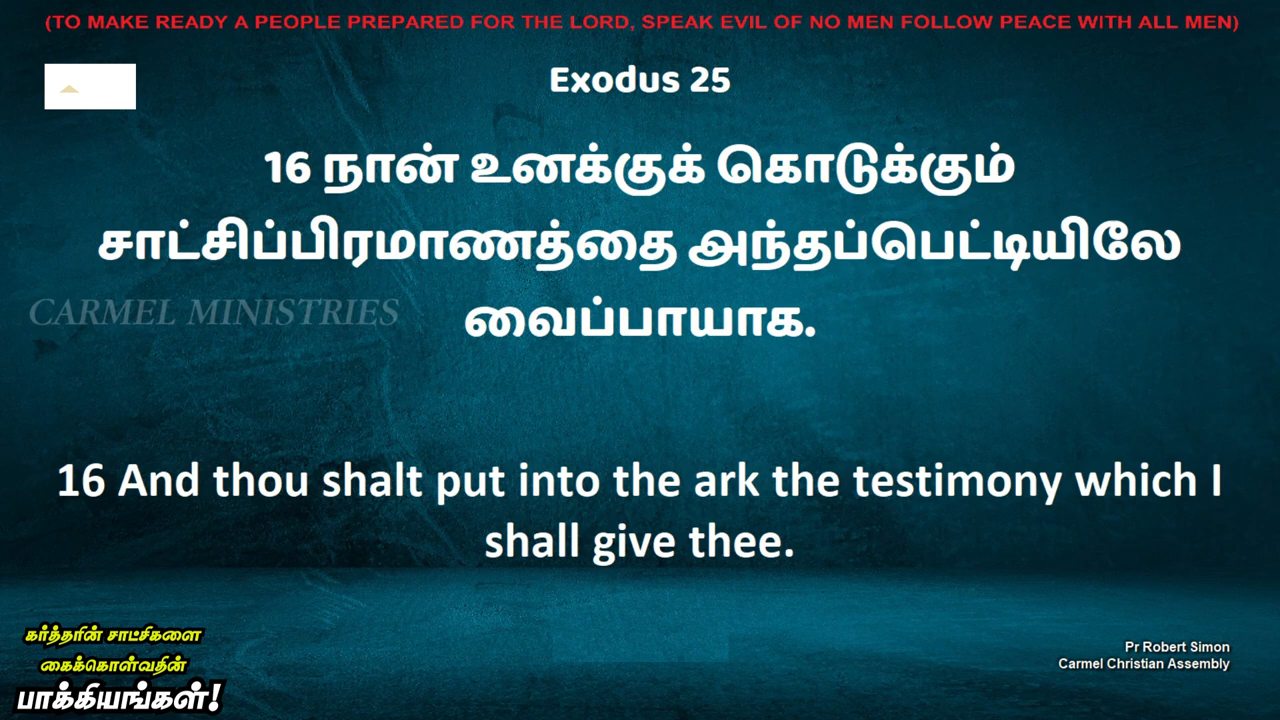 (TO MAKE READY A PEOPLE PREPARED FOR THE LORD, SPEAK EVIL OF NO MEN FOLLOW PEACE WITH ALL MEN)
Exodus 25
16 நான் உனக்குக் கொடுக்கும்
சாட்சிப்பிரமாணத்தை அந்தப்பெட்டியிலே
வைப்பாயாக.
CARMEL MINISTRIES
16 And thou shalt put into the ark the testimony which I
shall give thee.
கர்த்தரின் சாட்சிகளை
கைக்கொள்வதின்
பாக்கியங்கள்!
Pr Robert Simon
Carmel Christian Assembly